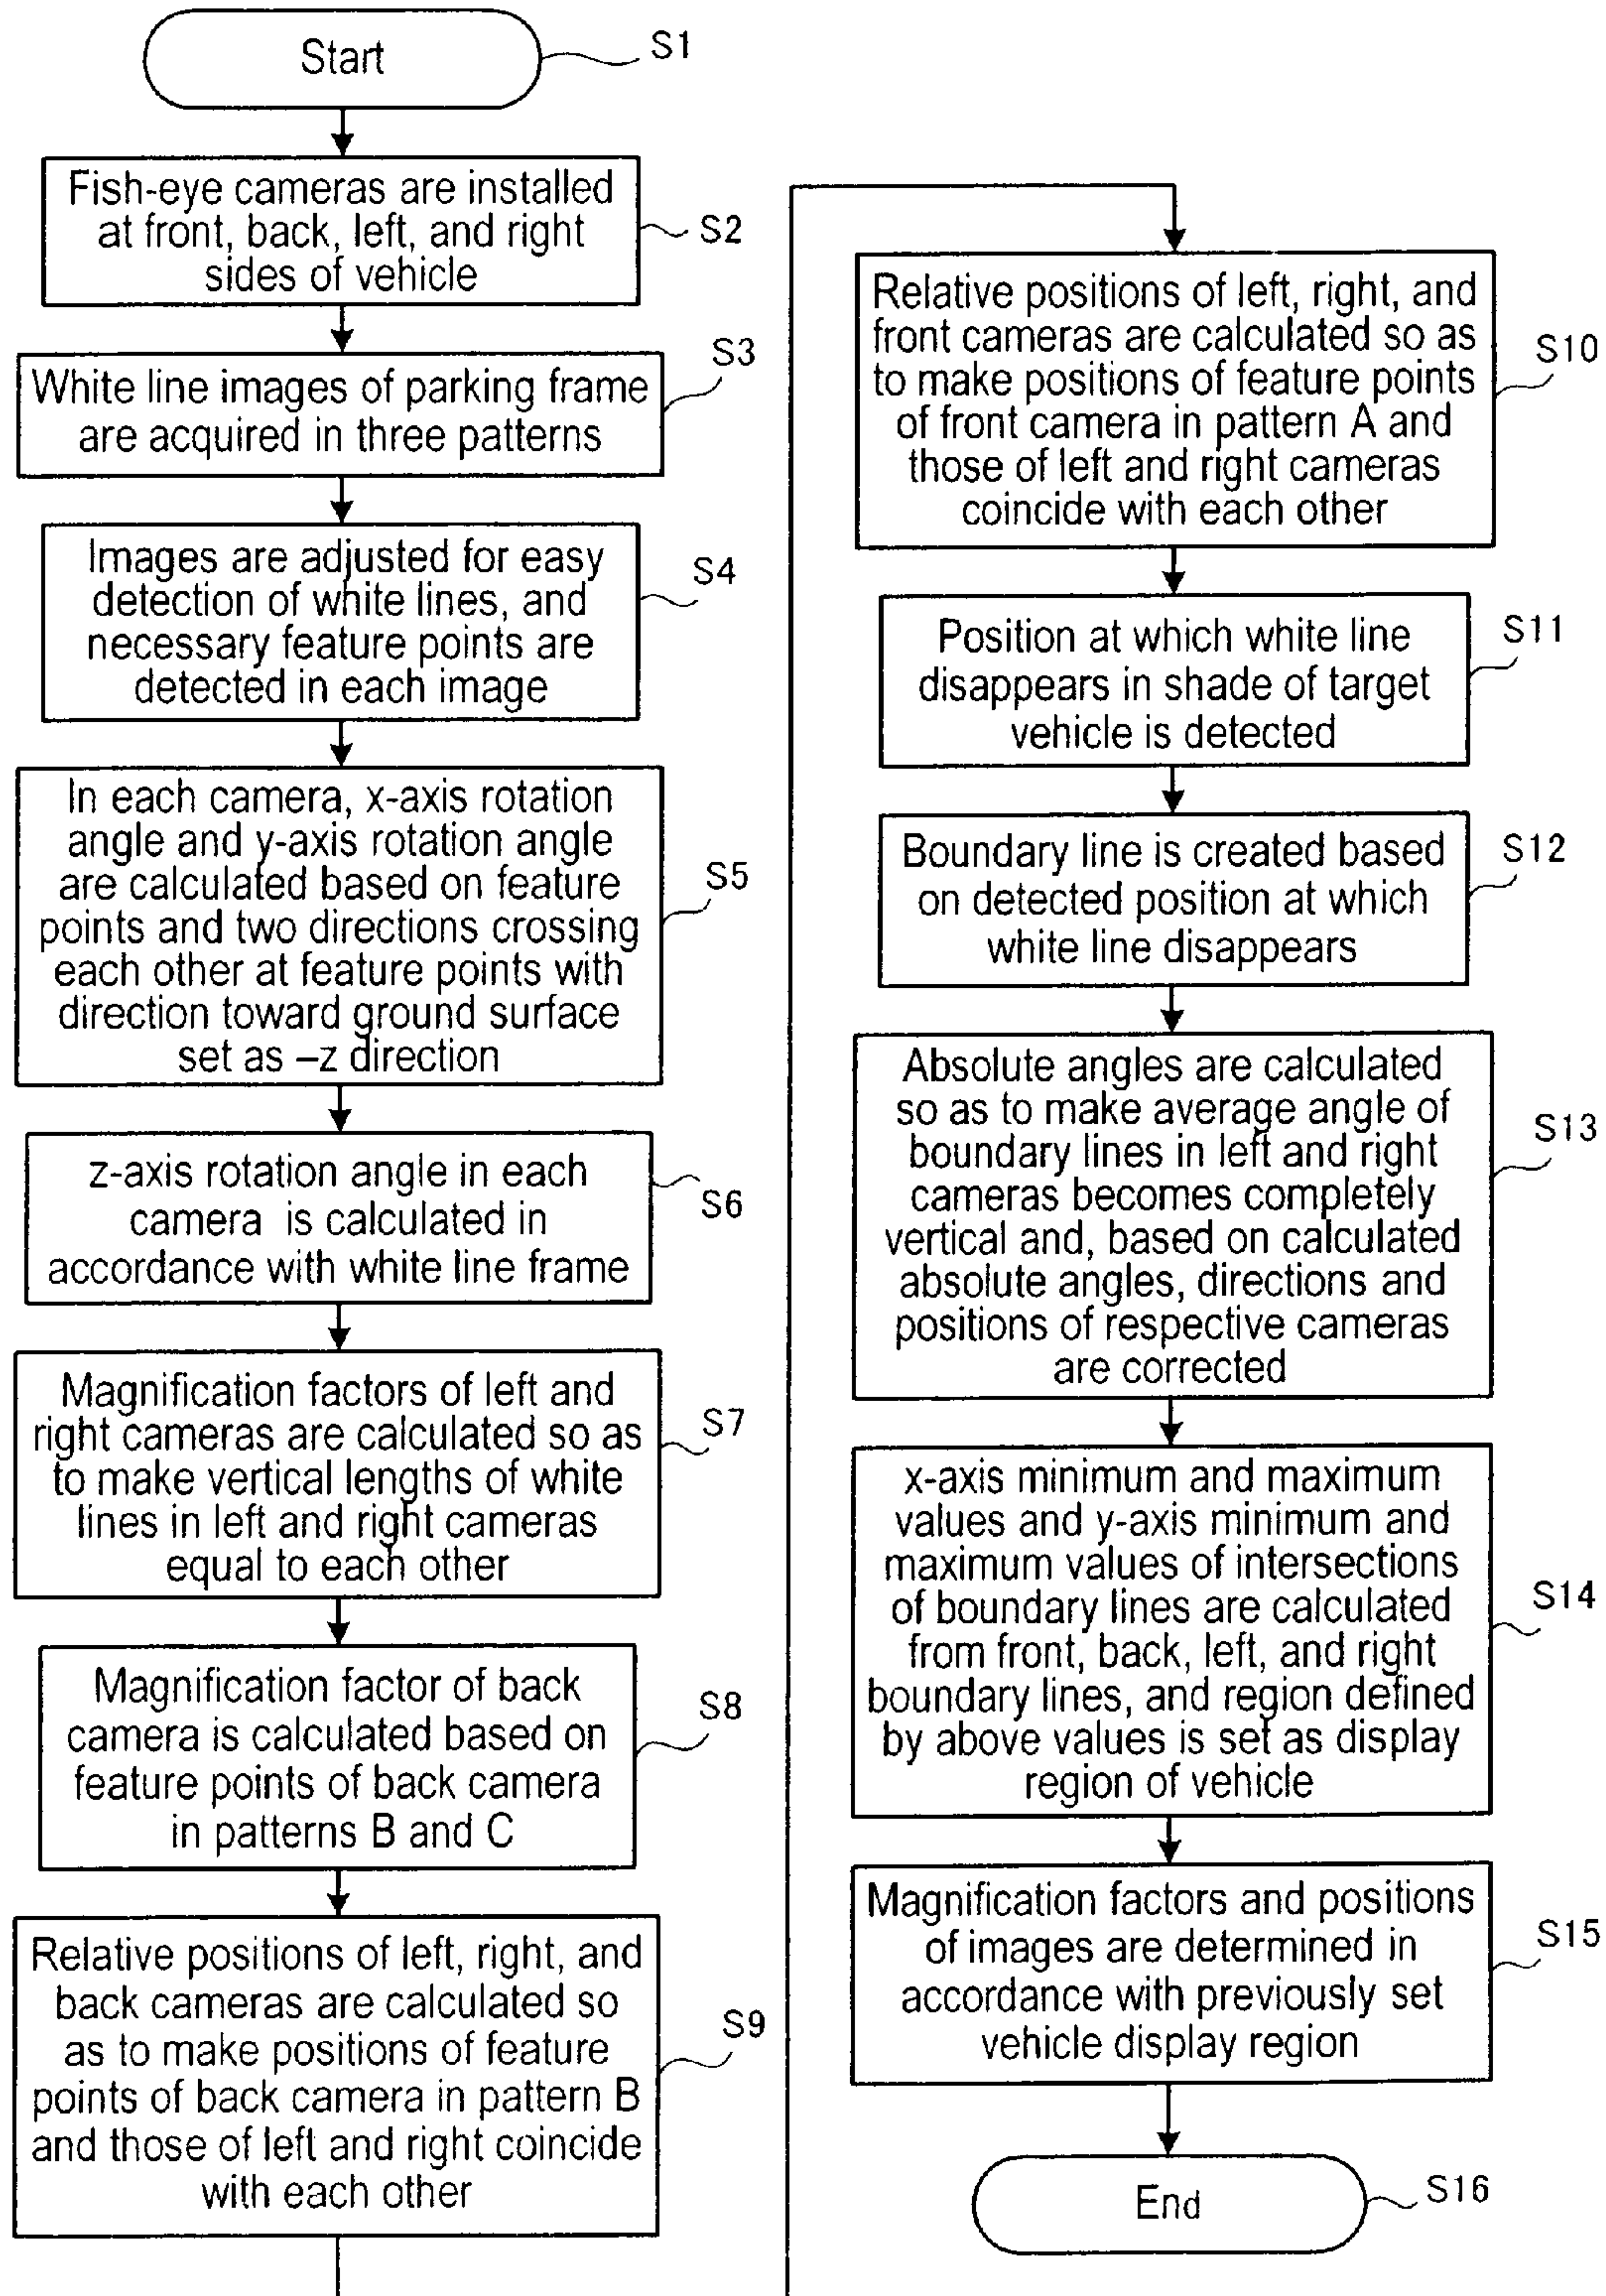 Start
S1
Fish-eye cameras are installed
at front, back, left, and right
sides of vehicle
S2
White line images of parking frame
are acquired in three patterns
S3
Images are adjusted for easy
detection of white lines, and
necessary feature points are
detected in each image
S4
In each camera, x-axis rotation
angle and y-axis rotation angle
are calculated based on feature
points and two directions crossing
each other at feature points with
direction toward ground surface
set as –z direction
S5
z-axis rotation angle in each
camera is calculated in
accordance with white line frame
S6
Magnification factors of left and
right cameras are calculated so as
to make vertical lengths of white
lines in left and right cameras
equal to each other
S7
Magnification factor of back
camera is calculated based on
feature points of back camera
in patterns B and C
S8
Relative positions of left, right, and
back cameras are calculated so
as to make positions of feature
points of back camera in pattern B
and those of left and right coincide
with each other
S9
Relative positions of left, right, and
front cameras are calculated so as
to make positions of feature points
of front camera in pattern A and
those of left and right cameras
coincide with each other
S10
Position at which white line
disappears in shade of target
vehicle is detected
S11
Boundary line is created based
on detected position at which
white line disappears
S12
Absolute angles are calculated
so as to make average angle of
boundary lines in left and right
cameras becomes completely
vertical and, based on calculated
absolute angles, directions and
positions of respective cameras
are corrected
S13
x-axis minimum and maximum
values and y-axis minimum and
maximum values of intersections
of boundary lines are calculated
from front, back, left, and right
boundary lines, and region defined
by above values is set as display
region of vehicle
S14
Magnification factors and positions
of images are determined in
accordance with previously set
vehicle display region
S15
End
S16